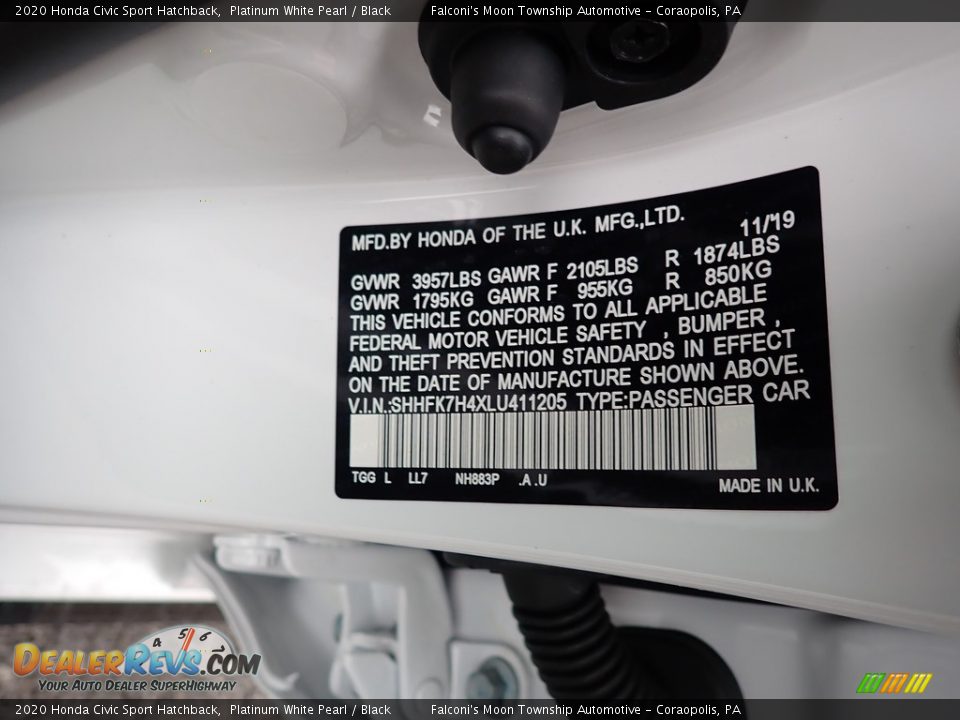 2020 Honda Civic Sport Hatchback, Platinum White Pearl / Black Falconi's Moon Township Automotive - Coraopolis, PA
MFD.BY HONDA OF THE U.K. MFG.,LTD. 11/'19
GVWR 3957LBS GAWR F 2105LBS R 1874LBS
GVWR 1795KG GAWR F 955KG R 850KG
THIS VEHICLE CONFORMS TO ALL APPLICABLE
FEDERAL MOTOR VEHICLE SAFETY , BUMPER ,
AND THEFT PREVENTION STANDARDS IN EFFECT
ON THE DATE OF MANUFACTURE SHOWN ABOVE.
V.I.N.:SHHFK7H4XLU411205 TYPE:PASSENGER CAR
TGG L LL7 NH883P .A .U MADE IN U.K.
4 5 6
DEALERREVS.COM
YOUR AUTO DEALER SUPERHIGHWAY
2020 Honda Civic Sport Hatchback, Platinum White Pearl / Black Falconi's Moon Township Automotive - Coraopolis, PA